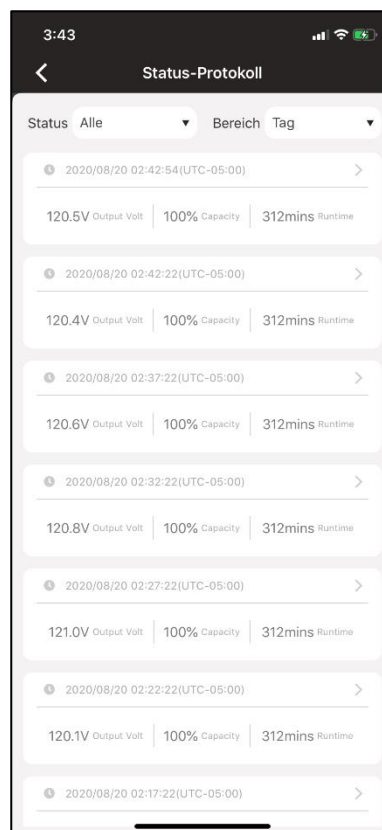 3:43
Status-Protokoll
Status Alle Bereich Tag
2020/08/20 02:42:54(UTC-05:00)
120.5V Output Volt 100% Capacity 312mins Runtime
2020/08/20 02:42:22(UTC-05:00)
120.4V Output Volt 100% Capacity 312mins Runtime
2020/08/20 02:37:22(UTC-05:00)
120.6V Output Volt 100% Capacity 312mins Runtime
2020/08/20 02:32:22(UTC-05:00)
120.8V Output Volt 100% Capacity 312mins Runtime
2020/08/20 02:27:22(UTC-05:00)
121.0V Output Volt 100% Capacity 312mins Runtime
2020/08/20 02:22:22(UTC-05:00)
120.1V Output Volt 100% Capacity 312mins Runtime
2020/08/20 02:17:22(UTC-05:00)